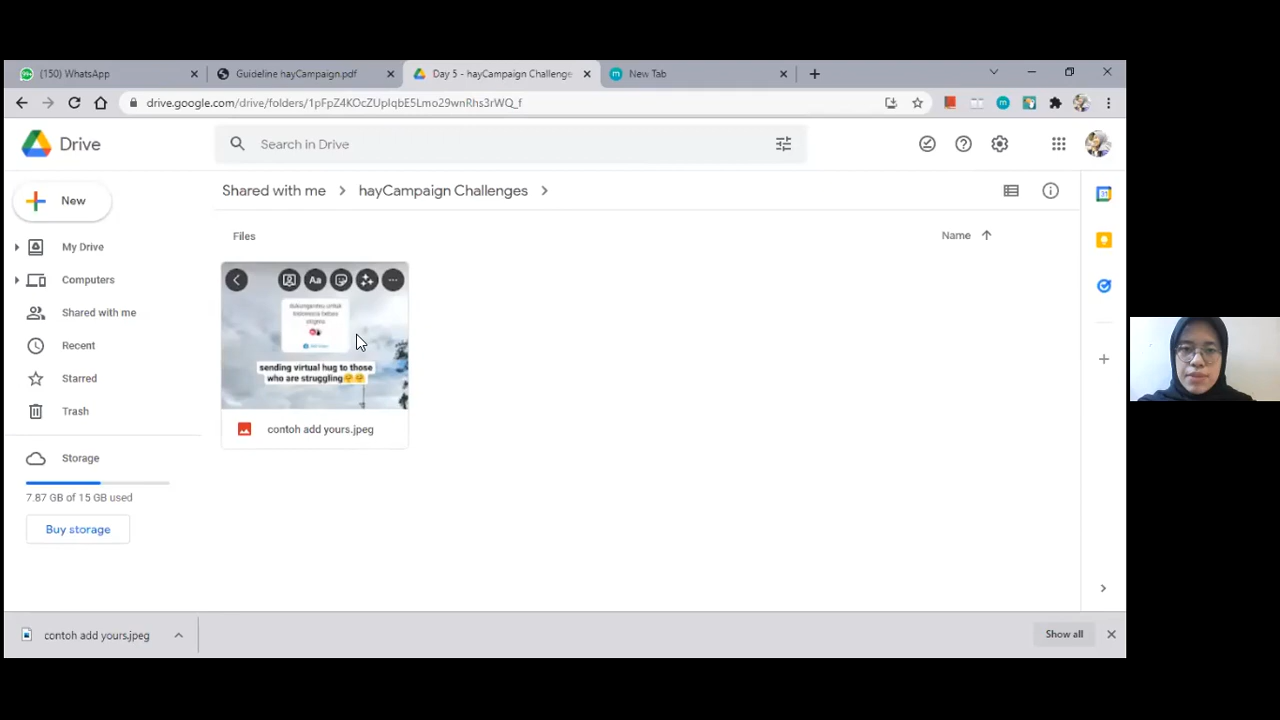 (150) WhatsApp
Guideline hayCampaign.pdf
Day 5 - hayCampaign Challenge
New Tab
drive.google.com/drive/folders/1pFpZ4KOcZUpIqbE5Lmo29wnRhs3rWQ_f
Drive
Search in Drive
New
Shared with me
hayCampaign Challenges
My Drive
Files
Name
Computers
Aa
Shared with me
Recent
sending virtual hug to those
who are struggling🤗🤗
Starred
Trash
contoh add yours.jpeg
Storage
7.87 GB of 15 GB used
Buy storage
contoh add yours.jpeg
Show all